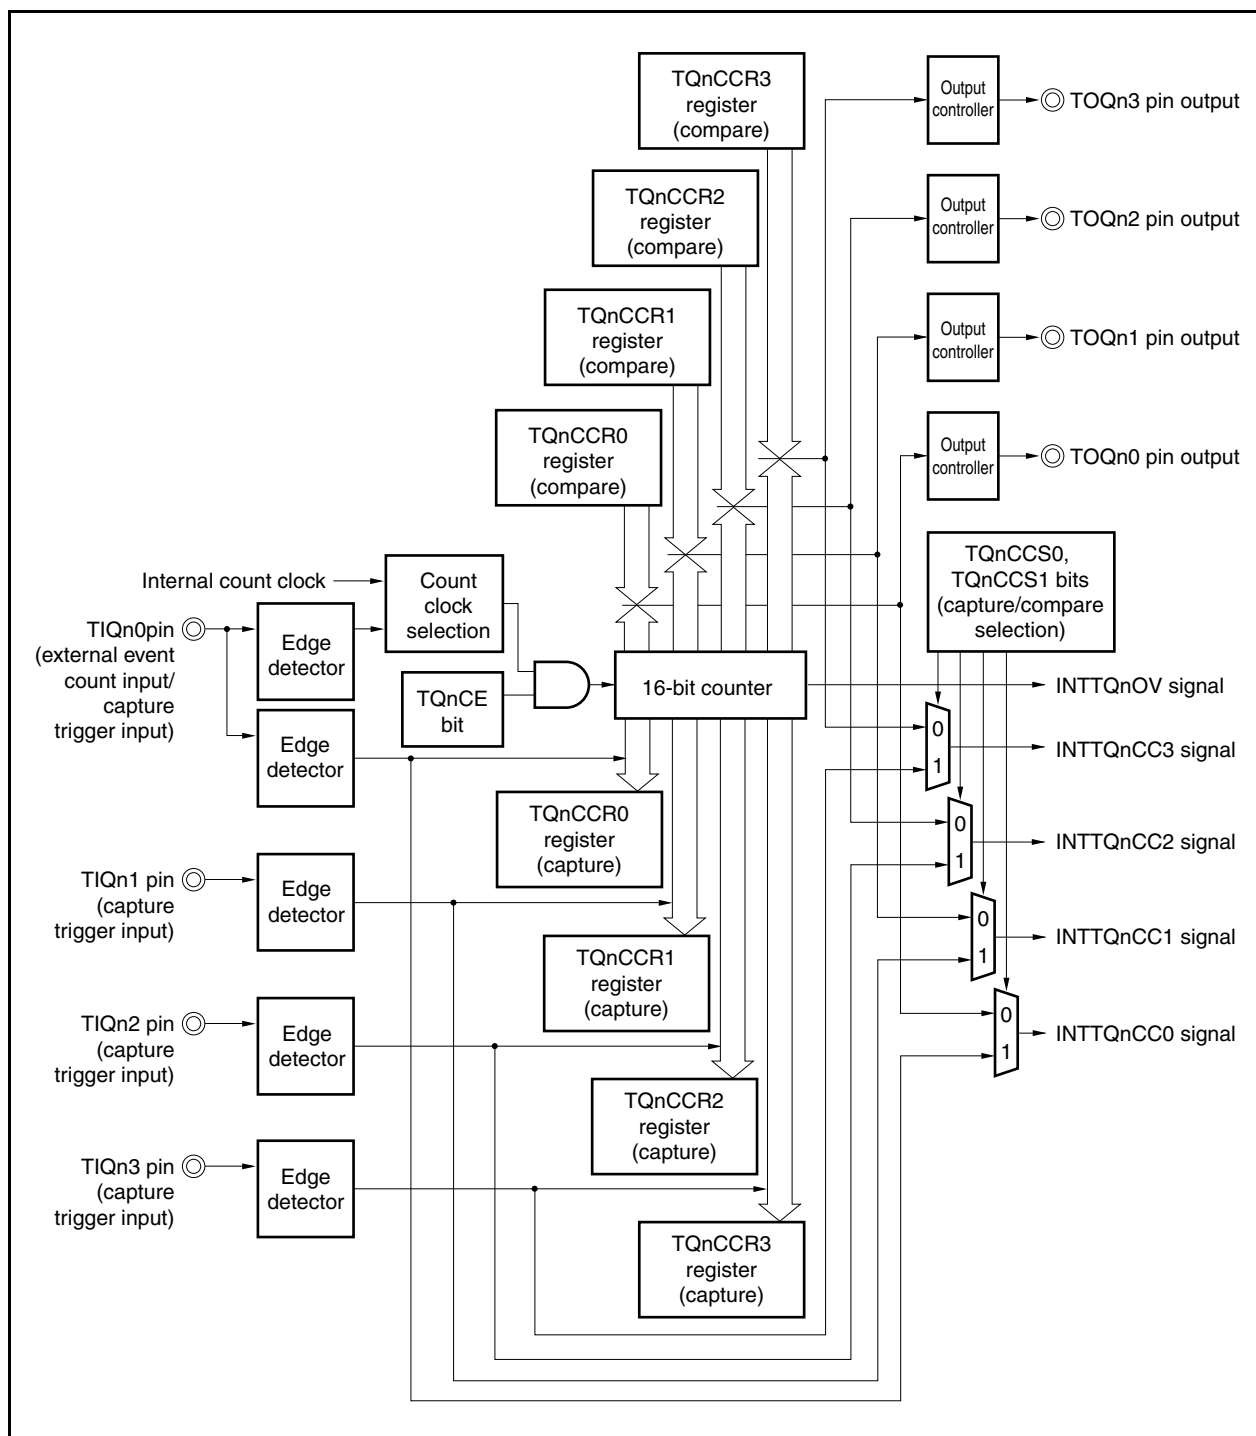 TQnCCR3
register
(compare)
Output
controller
TOQn3 pin output
TQnCCR2
register
(compare)
Output
controller
TOQn2 pin output
TQnCCR1
register
(compare)
Output
controller
TOQn1 pin output
TQnCCR0
register
(compare)
Output
controller
TOQn0 pin output
TQnCCS0,
TQnCCS1 bits
(capture/compare
selection)
Internal count clock
Count
clock
selection
TIQn0pin
(external event
count input/
capture
trigger input)
Edge
detector
TQnCE
bit
16-bit counter
INTTQnOV signal
Edge
detector
0
1
INTTQnCC3 signal
TQnCCR0
register
(capture)
0
1
INTTQnCC2 signal
TIQn1 pin
(capture
trigger input)
Edge
detector
0
1
INTTQnCC1 signal
TQnCCR1
register
(capture)
TIQn2 pin
(capture
trigger input)
Edge
detector
0
1
INTTQnCC0 signal
TQnCCR2
register
(capture)
TIQn3 pin
(capture
trigger input)
Edge
detector
TQnCCR3
register
(capture)